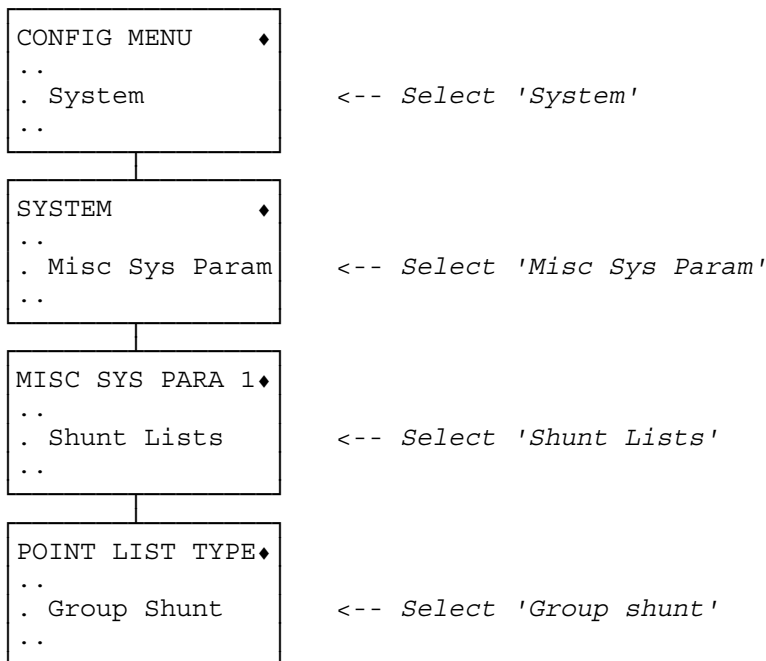 CONFIG MENU ♦
..
. System <-- Select 'System'
..
SYSTEM ♦
..
. Misc Sys Param <-- Select 'Misc Sys Param'
..
MISC SYS PARA 1♦
..
. Shunt Lists <-- Select 'Shunt Lists'
..
POINT LIST TYPE♦
..
. Group Shunt <-- Select 'Group shunt'
..